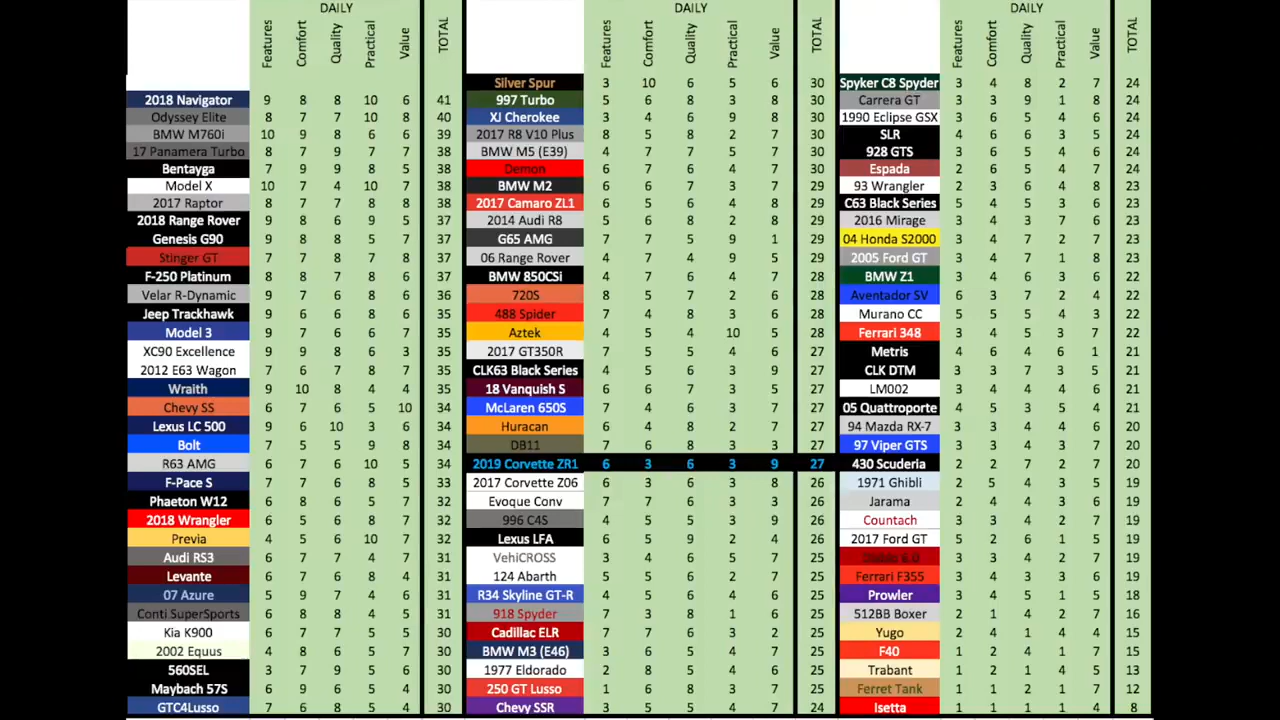 DAILY DAILY DAILY
Features Comfort Quality Practical Value TOTAL Features Comfort Quality Practical Value TOTAL Features Comfort Quality Practical Value TOTAL
Silver Spur 3 10 6 5 6 30 Spyker C8 Spyder 3 4 8 2 7 24
2018 Navigator 9 8 8 10 6 41 997 Turbo 5 6 8 3 8 30 Carrera GT 3 3 9 1 8 24
Odyssey Elite 8 7 7 10 8 40 XJ Cherokee 3 4 6 9 8 30 1990 Eclipse GSX 3 6 5 4 6 24
BMW M760i 10 9 8 6 6 39 2017 R8 V10 Plus 8 5 8 2 7 30 SLR 4 6 6 3 5 24
17 Panamera Turbo 8 7 9 7 7 38 BMW M5 (E39) 4 7 7 5 7 30 928 GTS 3 6 5 4 6 24
Bentayga 7 9 9 8 5 38 Demon 6 7 6 4 7 30 Espada 2 6 5 4 7 24
Model X 10 7 4 10 7 38 BMW M2 6 6 7 3 7 29 93 Wrangler 2 3 6 4 8 23
2017 Raptor 8 7 7 8 8 38 2017 Camaro ZL1 6 5 6 4 8 29 C63 Black Series 3 5 6 3 6 23
2018 Range Rover 9 8 6 9 5 37 2014 Audi R8 5 6 8 2 8 29 2016 Mirage 3 4 3 7 6 23
Genesis G90 9 8 8 5 7 37 G65 AMG 7 7 5 9 1 29 04 Honda S2000 3 4 7 2 7 23
Stinger GT 7 7 8 7 8 37 06 Range Rover 4 7 4 9 5 29 2005 Ford GT 3 4 7 1 8 23
F-250 Platinum 8 8 7 8 6 37 BMW 850CSi 6 7 6 4 7 28 BMW Z1 3 4 6 3 6 22
Velar R-Dynamic 9 7 6 8 6 36 720S 8 5 7 2 6 28 Aventador SV 6 3 7 2 4 22
Jeep Trackhawk 9 6 6 8 6 35 488 Spider 7 4 8 3 6 28 Murano CC 5 5 5 4 3 22
Model 3 9 7 6 6 7 35 Aztek 4 5 4 10 5 28 Ferrari 348 3 4 5 3 7 22
XC90 Excellence 9 9 8 6 3 35 2017 GT350R 7 5 5 4 6 27 Metris 4 6 4 6 1 21
2012 E63 Wagon 7 6 7 8 7 35 CLK63 Black Series 4 5 6 3 9 27 CLK DTM 3 3 7 3 5 21
Wraith 9 10 8 4 4 35 18 Vanquish S 6 6 7 3 5 27 LM002 3 4 4 4 6 21
Chevy SS 6 7 6 5 10 34 McLaren 650S 7 4 6 3 7 27 05 Quattroporte 4 5 3 5 4 21
Lexus LC 500 9 6 10 3 6 34 Huracan 6 4 8 2 7 27 94 Mazda RX-7 3 4 4 2 7 20
Bolt 7 5 5 9 8 34 DB11 7 6 8 3 3 27 97 Viper GTS 3 4 3 3 7 20
R63 AMG 6 7 6 10 5 34 2019 Corvette ZR1 6 3 6 3 9 27 430 Scuderia 2 2 7 2 7 20
F-Pace S 7 7 6 8 5 33 2017 Corvette Z06 6 3 6 3 8 26 1971 Ghibli 2 5 4 3 5 19
Phaeton W12 6 8 6 5 7 32 Evoque Conv 7 7 6 3 3 26 Jarama 2 4 4 3 6 19
2018 Wrangler 6 5 6 8 7 32 996 C4S 4 5 5 3 9 26 Countach 3 3 4 2 7 19
Previa 4 5 6 10 7 32 Lexus LFA 6 5 9 2 4 26 2017 Ford GT 5 2 6 1 5 19
Audi RS3 6 7 7 4 7 31 VehiCROSS 3 4 6 5 7 25 Diablo 6.0 3 3 4 2 7 19
Levante 6 7 6 8 4 31 124 Abarth 5 5 6 2 7 25 Ferrari F355 3 4 3 3 6 19
07 Azure 5 9 7 4 6 31 R34 Skyline GT-R 4 5 6 4 6 25 Prowler 3 4 5 1 5 18
Conti SuperSports 6 8 8 4 5 31 918 Spyder 7 3 8 1 6 25 512BB Boxer 1 2 4 2 7 16
Kia K900 6 7 7 5 5 30 Cadillac ELR 7 7 6 3 2 25 Yugo 2 4 1 4 4 15
2002 Equus 4 8 6 5 7 30 BMW M3 (E46) 3 6 5 4 7 25 F40 1 2 4 1 7 15
560SEL 3 7 9 5 6 30 1977 Eldorado 2 8 5 4 6 25 Trabant 1 2 1 4 5 13
Maybach 57S 6 9 6 5 4 30 250 GT Lusso 1 6 8 3 7 25 Ferret Tank 1 1 2 1 7 12
GTC4Lusso 7 6 8 5 4 30 Chevy SSR 3 5 5 4 7 24 Isetta 1 1 1 1 4 8